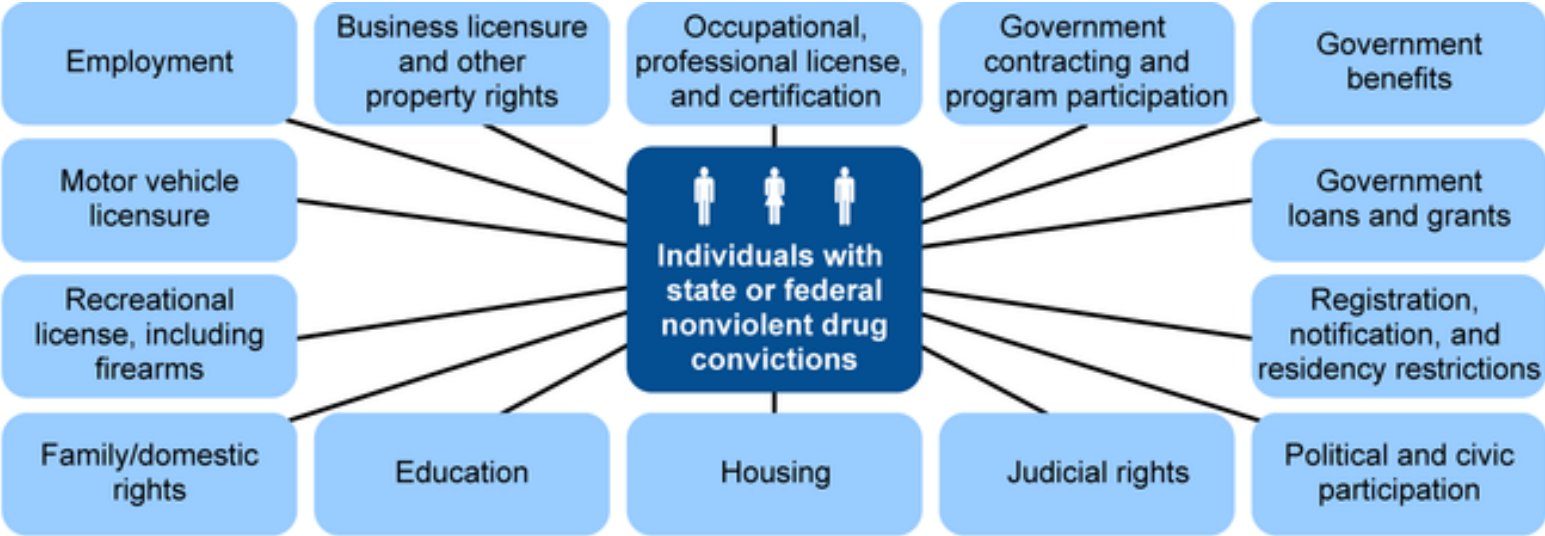 Employment
Business licensure
and other
property rights
Occupational,
professional license,
and certification
Government
contracting and
program participation
Government
benefits
Motor vehicle
licensure
Individuals with
state or federal
nonviolent drug
convictions
Government
loans and grants
Recreational
license, including
firearms
Registration,
notification, and
residency restrictions
Family/domestic
rights
Education
Housing
Judicial rights
Political and civic
participation